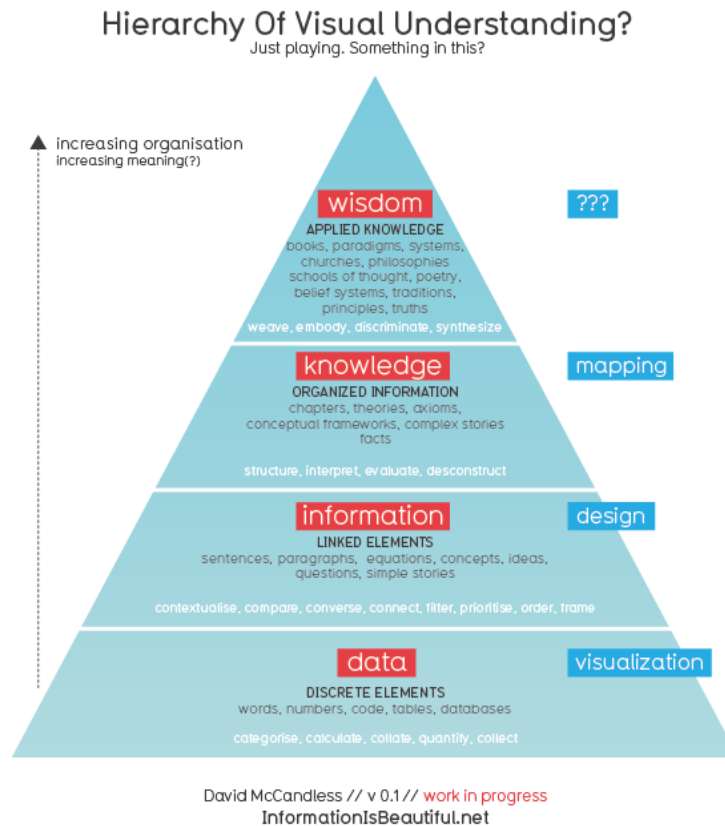 Hierarchy Of Visual Understanding?
Just playing. Something in this?
increasing organisation
increasing meaning(?)
wisdom
???
APPLIED KNOWLEDGE
books, paradigms, systems,
churches, philosophies
schools of thought, poetry,
belief systems, traditions,
principles, truths
weave, embody, discriminate, synthesize
knowledge
mapping
ORGANIZED INFORMATION
chapters, theories, axioms,
conceptual frameworks, complex stories
facts
structure, interpret, evaluate, desconstruct
information
design
LINKED ELEMENTS
sentences, paragraphs, equations, concepts, ideas,
questions, simple stories
contextualise, compare, converse, connect, filter, prioritise, order, frame
data
visualization
DISCRETE ELEMENTS
words, numbers, code, tables, databases
categorise, calculate, collate, quantify, collect
David McCandless // v 0.1 // work in progress
InformationIsBeautiful.net